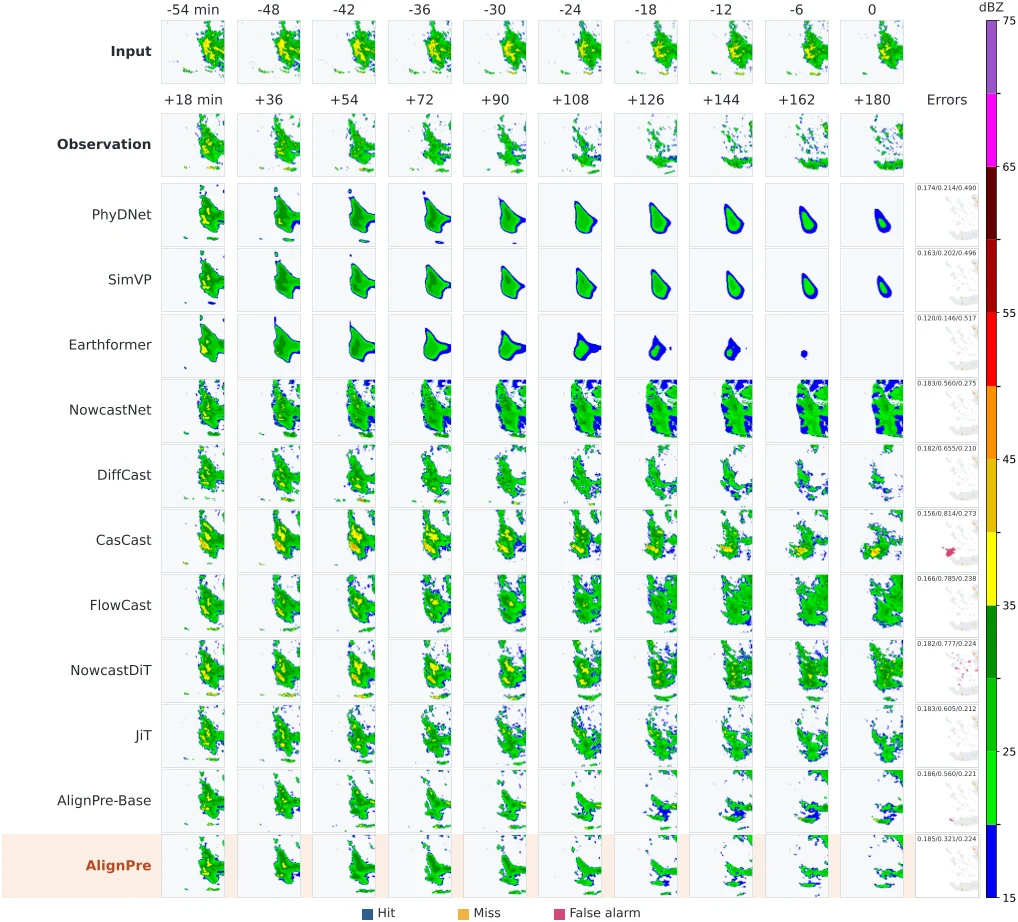 -54 min -48 -42 -36 -30 -24 -18 -12 -6 0 dBZ
75
Input
+18 min +36 +54 +72 +90 +108 +126 +144 +162 +180 Errors
Observation
65
PhyDNet 0.174/0.214/0.490
SimVP 0.163/0.202/0.496
55
Earthformer 0.120/0.146/0.517
NowcastNet 0.183/0.560/0.275
45
DiffCast 0.182/0.655/0.210
CasCast 0.156/0.814/0.273
35
FlowCast 0.166/0.785/0.238
NowcastDiT 0.182/0.777/0.224
JiT 0.183/0.605/0.212
25
AlignPre-Base 0.186/0.560/0.221
AlignPre 0.185/0.321/0.224
15
Hit Miss False alarm